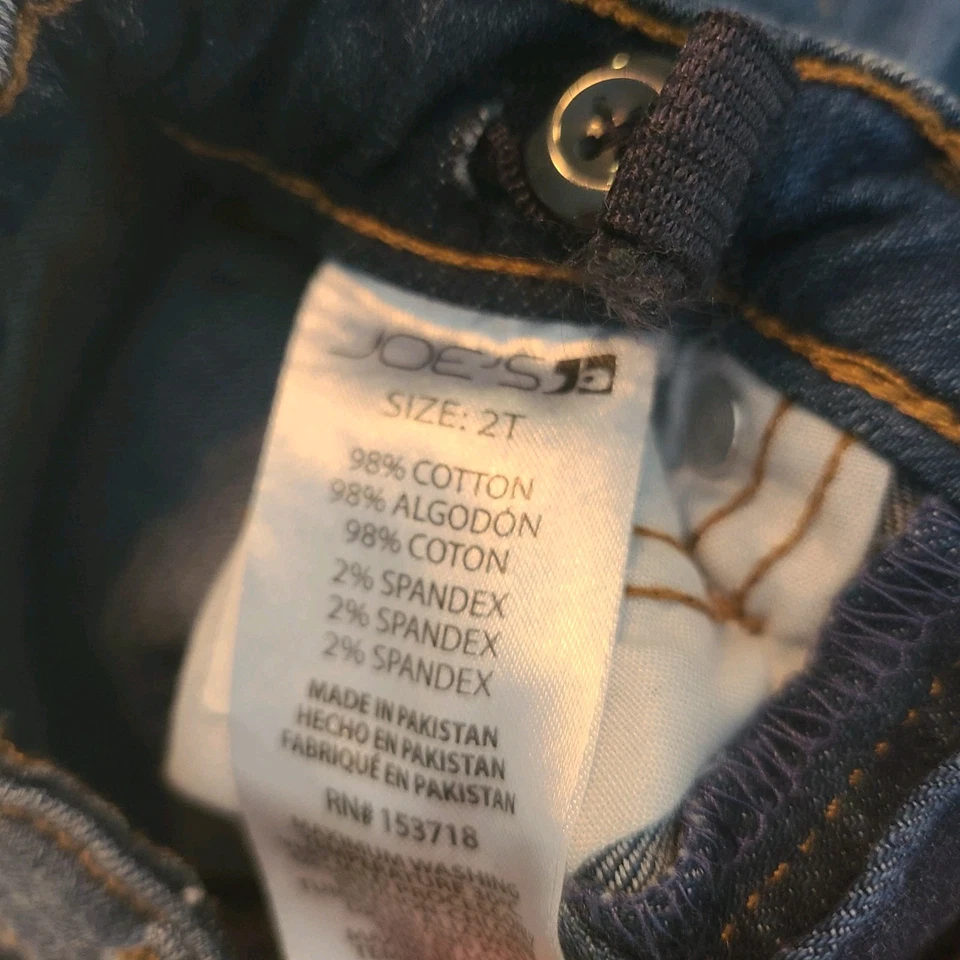 JOE'S
SIZE: 2T
98% COTTON
98% ALGODÓN
98% COTON
2% SPANDEX
2% SPANDEX
2% SPANDEX
MADE IN PAKISTAN
HECHO EN PAKISTAN
FABRIQUÉ EN PAKISTAN
RN# 153718
WASHING